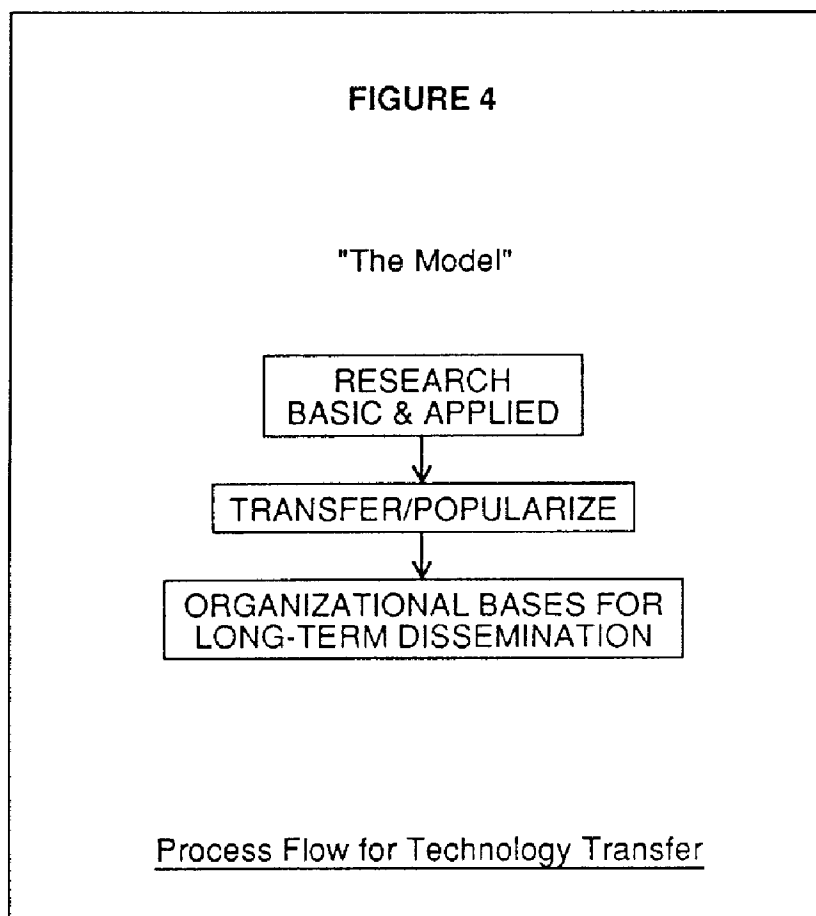 FIGURE 4
"The Model"
RESEARCH
BASIC & APPLIED
TRANSFER/POPULARIZE
ORGANIZATIONAL BASES FOR
LONG-TERM DISSEMINATION
Process Flow for Technology Transfer